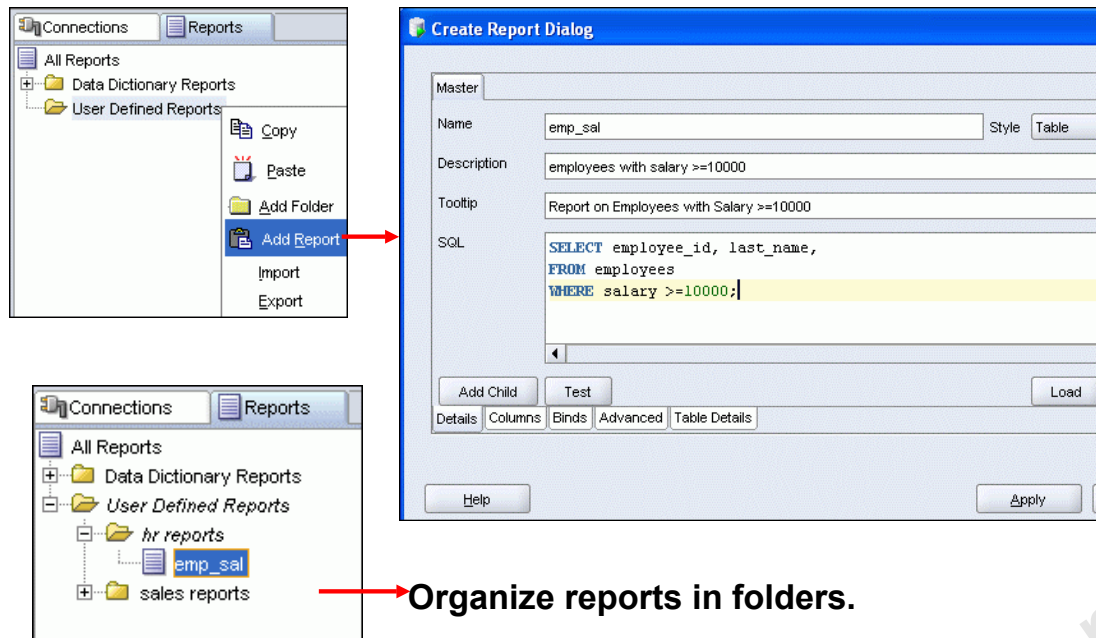 Connections Reports
All Reports
Data Dictionary Reports
User Defined Reports
Copy
Paste
Add Folder
Add Report
Import
Export
Create Report Dialog
Master
Name emp_sal Style Table
Description employees with salary >=10000
Tooltip Report on Employees with Salary >=10000
SQL SELECT employee_id, last_name,
FROM employees
WHERE salary >=10000;
Add Child Test Load
Details Columns Binds Advanced Table Details
Help Apply
Connections Reports
All Reports
Data Dictionary Reports
User Defined Reports
hr reports
emp_sal
sales reports
Organize reports in folders.